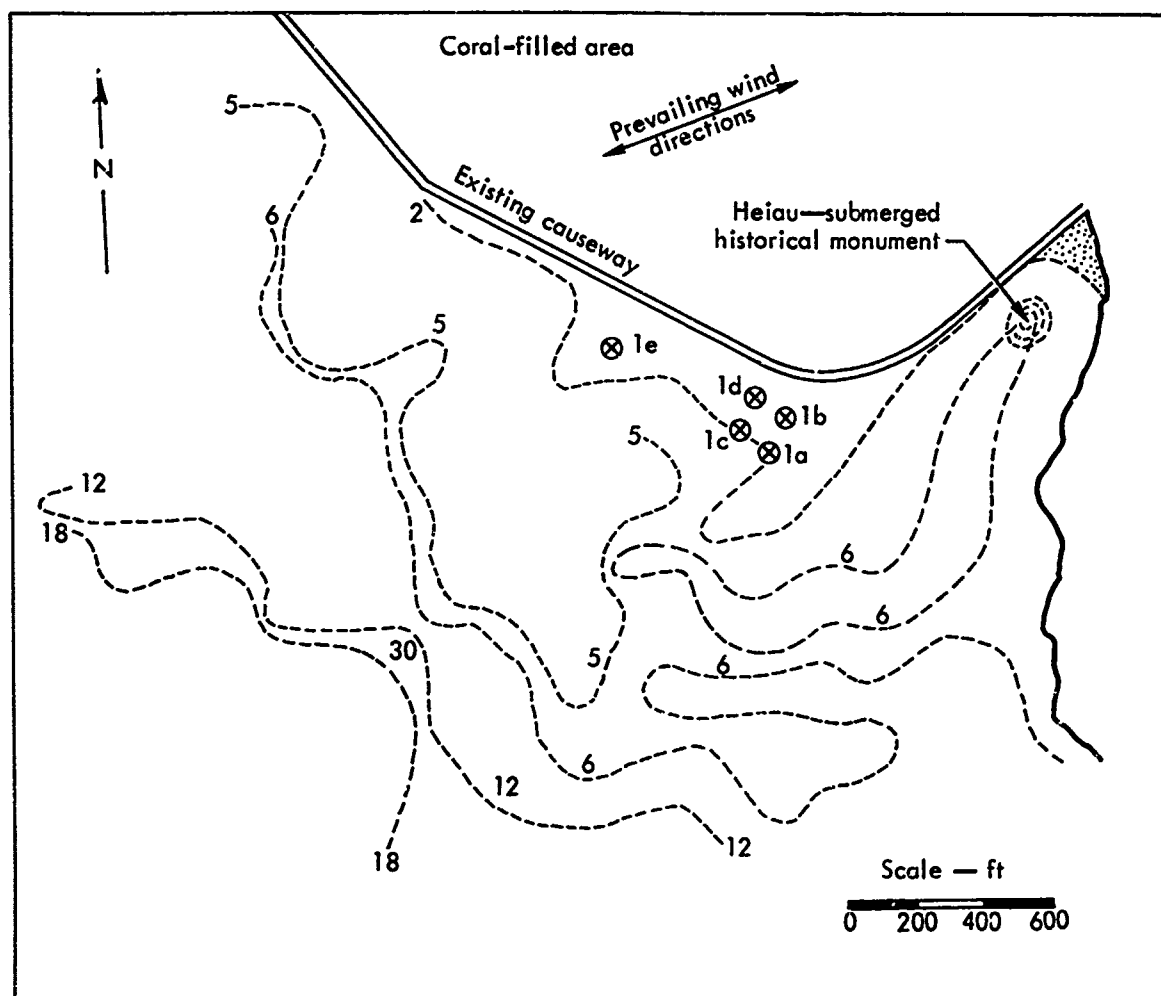 Coral-filled area
Prevailing wind
directions
N
5
Existing causeway
2
6
Heiau—submerged
historical monument
5
1e
1d
1b
1c
1a
5
12
18
6
6
30
5
6
6
12
12
18
Scale — ft
0 200 400 600